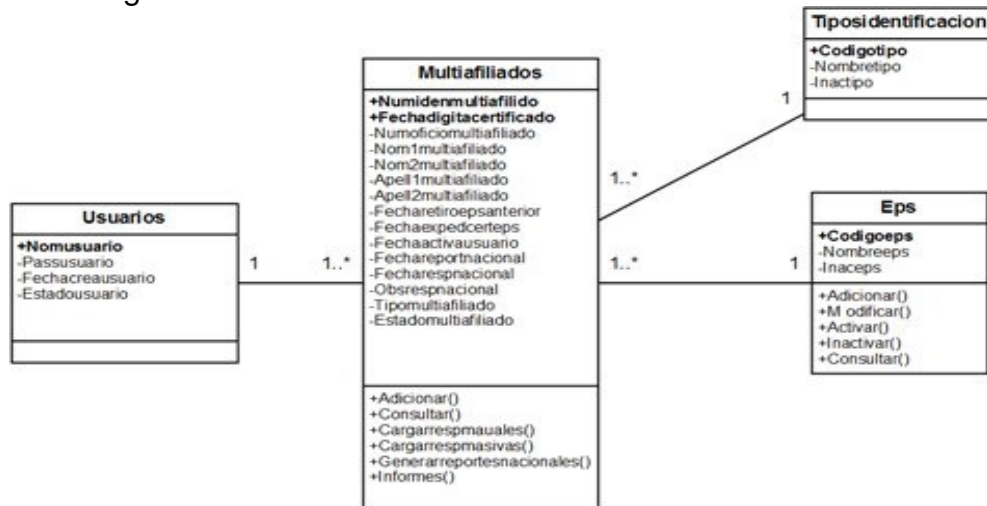 Usuarios
+Nomusuario
-Passusuario
-Fechacreausuario
-Estadousuario
1
1..*
Multiafiliados
+Numidenmultiafilido
+Fechadigitacertificado
-Numoficiomultiafiliado
-Nom1multiafiliado
-Nom2multiafiliado
-Apell1multiafiliado
-Apell2multiafiliado
-Fecharetiroepsanterior
-Fechaexpedcerteps
-Fechaactivausuario
-Fechareportnacional
-Fecharespnacional
-Obsrespnacional
-Tipomultiafiliado
-Estadomultiafiliado
+Adicionar()
+Consultar()
+Cargarrespmauales()
+Cargarrespmasivas()
+Generarreportesnacionales()
+Informes()
1..*
1
Tiposidentificacion
+Codigotipo
-Nombretipo
-Inactipo
1..*
1
Eps
+Codigoeps
-Nombreeps
-Inaceps
+Adicionar()
+M odificar()
+Activar()
+Inactivar()
+Consultar()